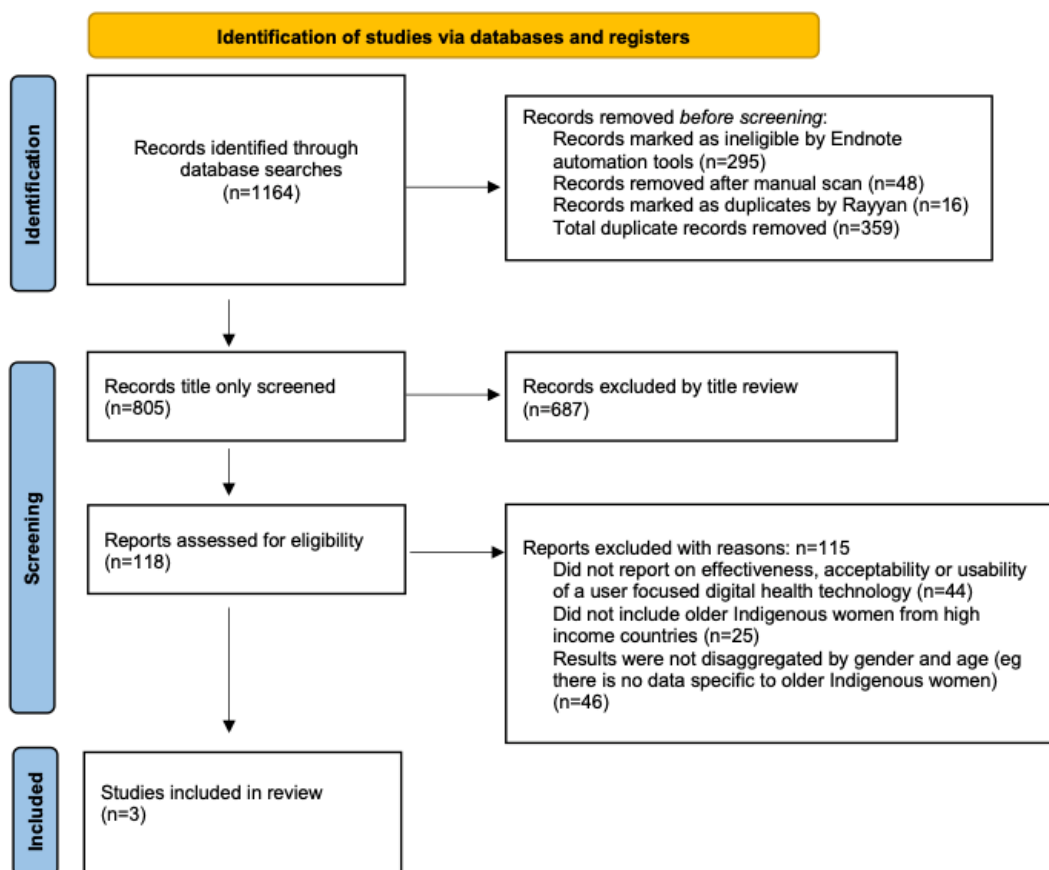 Identification of studies via databases and registers
Identification
Records identified through
database searches
(n=1164)
Records removed before screening:
Records marked as ineligible by Endnote
automation tools (n=295)
Records removed after manual scan (n=48)
Records marked as duplicates by Rayyan (n=16)
Total duplicate records removed (n=359)
Screening
Records title only screened
(n=805)
Records excluded by title review
(n=687)
Reports assessed for eligibility
(n=118)
Reports excluded with reasons: n=115
Did not report on effectiveness, acceptability or usability
of a user focused digital health technology (n=44)
Did not include older Indigenous women from high
income countries (n=25)
Results were not disaggregated by gender and age (eg
there is no data specific to older Indigenous women)
(n=46)
Included
Studies included in review
(n=3)